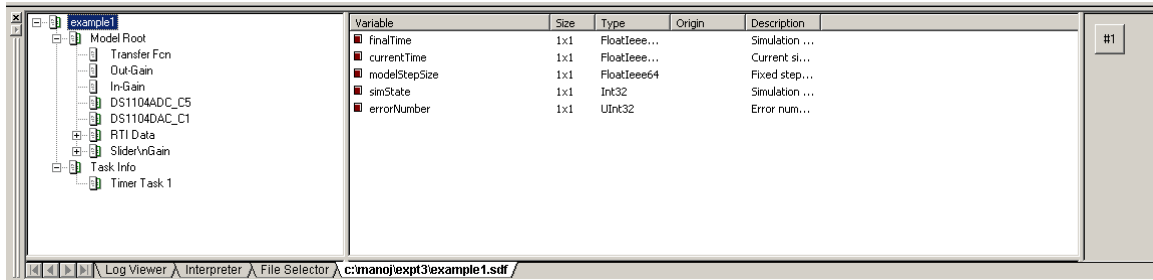 example1
Model Root
Transfer Fcn
Out-Gain
In-Gain
DS1104ADC_C5
DS1104DAC_C1
RTI Data
Slider\nGain
Task Info
Timer Task 1
Variable Size Type Origin Description
finalTime 1x1 FloatIeee... Simulation ...
currentTime 1x1 FloatIeee... Current si...
modelStepSize 1x1 FloatIeee64 Fixed step...
simState 1x1 Int32 Simulation ...
errorNumber 1x1 UInt32 Error num...
#1
Log Viewer Interpreter File Selector c:\manoj\expt3\example1.sdf